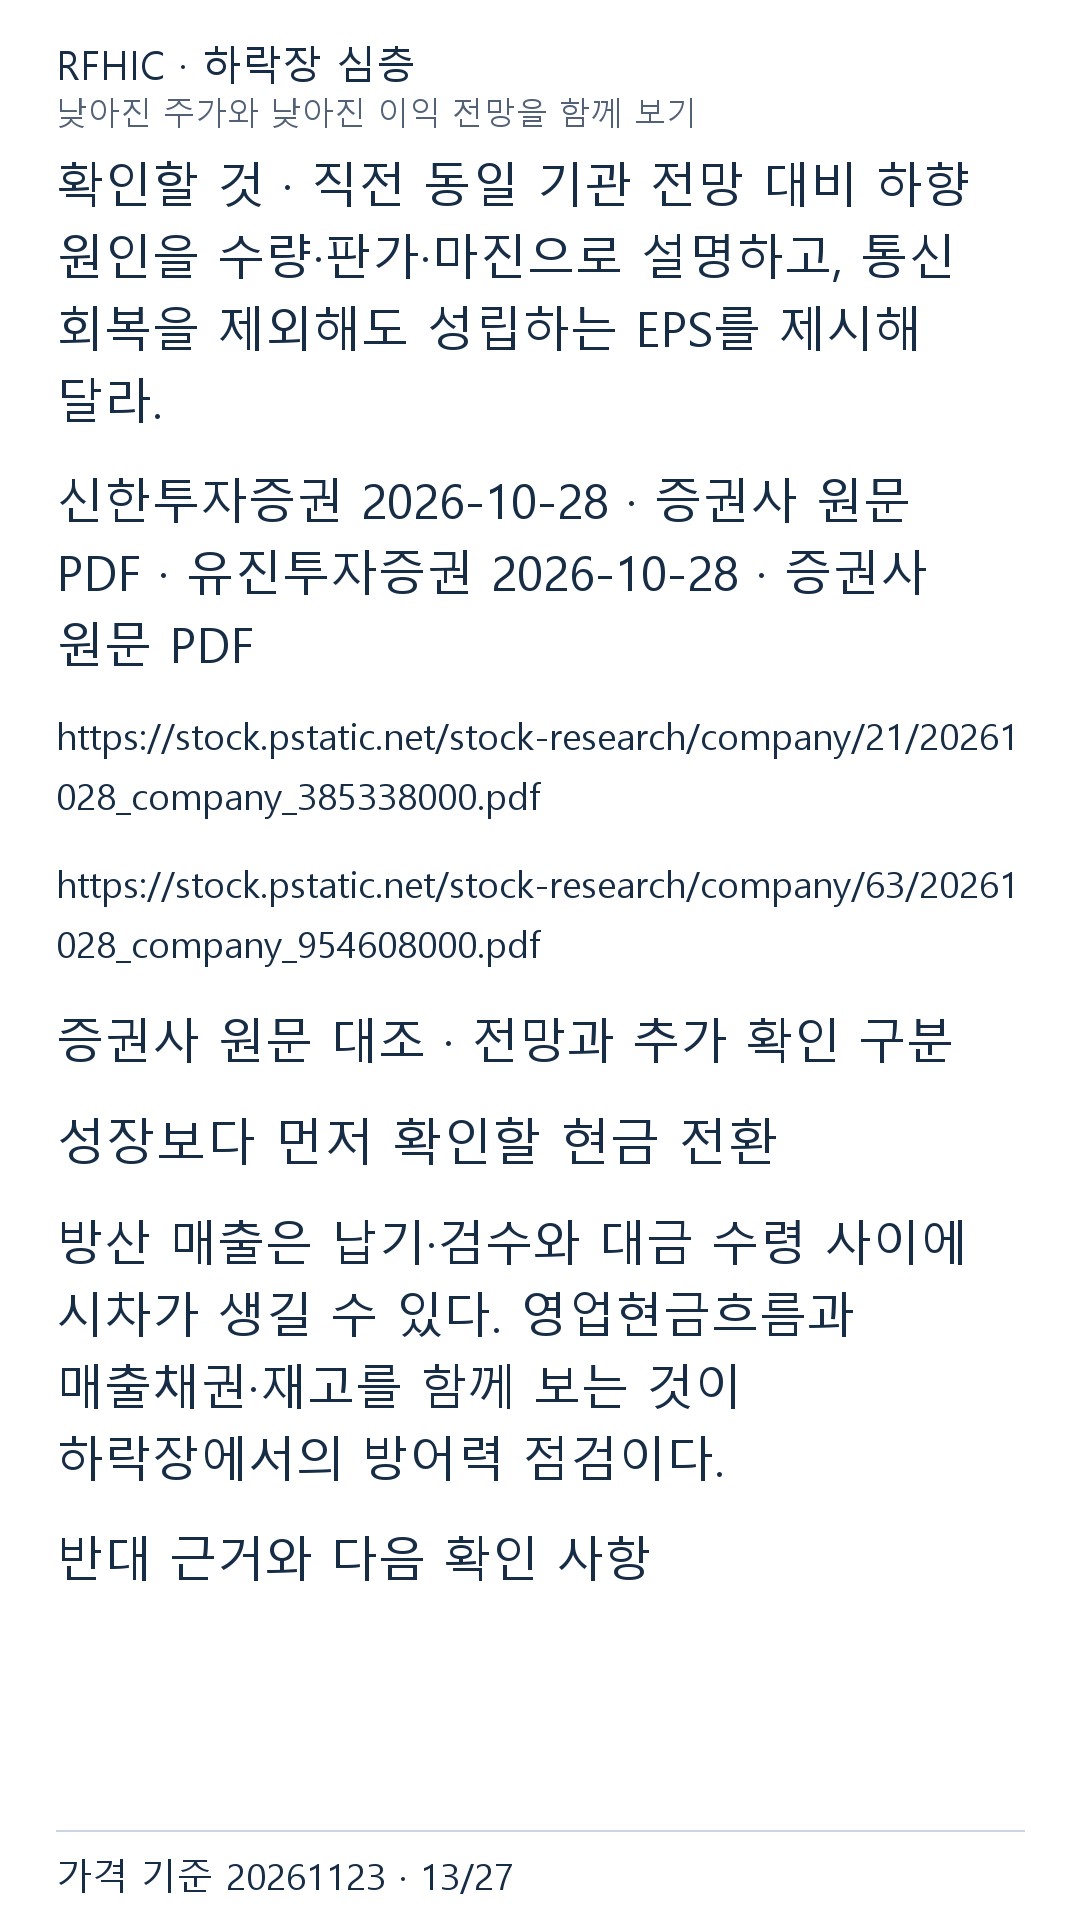 RFHIC · 하락장 심층
낮아진 주가와 낮아진 이익 전망을 함께 보기
확인할 것 · 직전 동일 기관 전망 대비 하향
원인을 수량·판가·마진으로 설명하고, 통신
회복을 제외해도 성립하는 EPS를 제시해
달라.
신한투자증권 2026-10-28 · 증권사 원문
PDF · 유진투자증권 2026-10-28 · 증권사
원문 PDF
https://stock.pstatic.net/stock-research/company/21/20261
028_company_385338000.pdf
https://stock.pstatic.net/stock-research/company/63/20261
028_company_954608000.pdf
증권사 원문 대조 · 전망과 추가 확인 구분
성장보다 먼저 확인할 현금 전환
방산 매출은 납기·검수와 대금 수령 사이에
시차가 생길 수 있다. 영업현금흐름과
매출채권·재고를 함께 보는 것이
하락장에서의 방어력 점검이다.
반대 근거와 다음 확인 사항
가격 기준 20261123 · 13/27